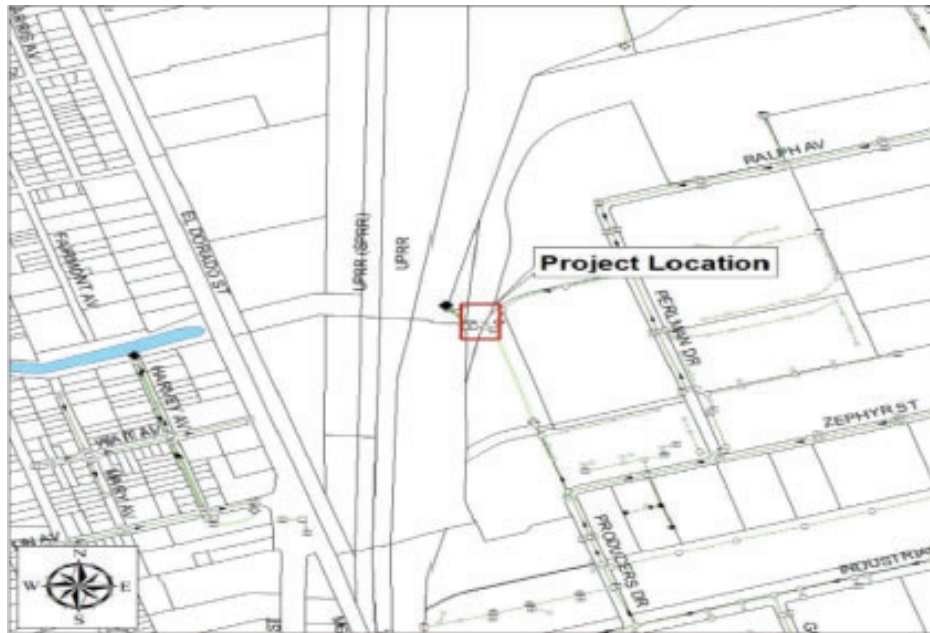 FAIRMONT AV
EL DORADO ST
UPRR (SPRR)
UPRR
RALPH AV
Project Location
PERLMAN DR
HARVEY AV
WAIT AV
MARY AV
ZEPHYR ST
PRODUCERS DR
INDUSTRIA
N
W
E
S